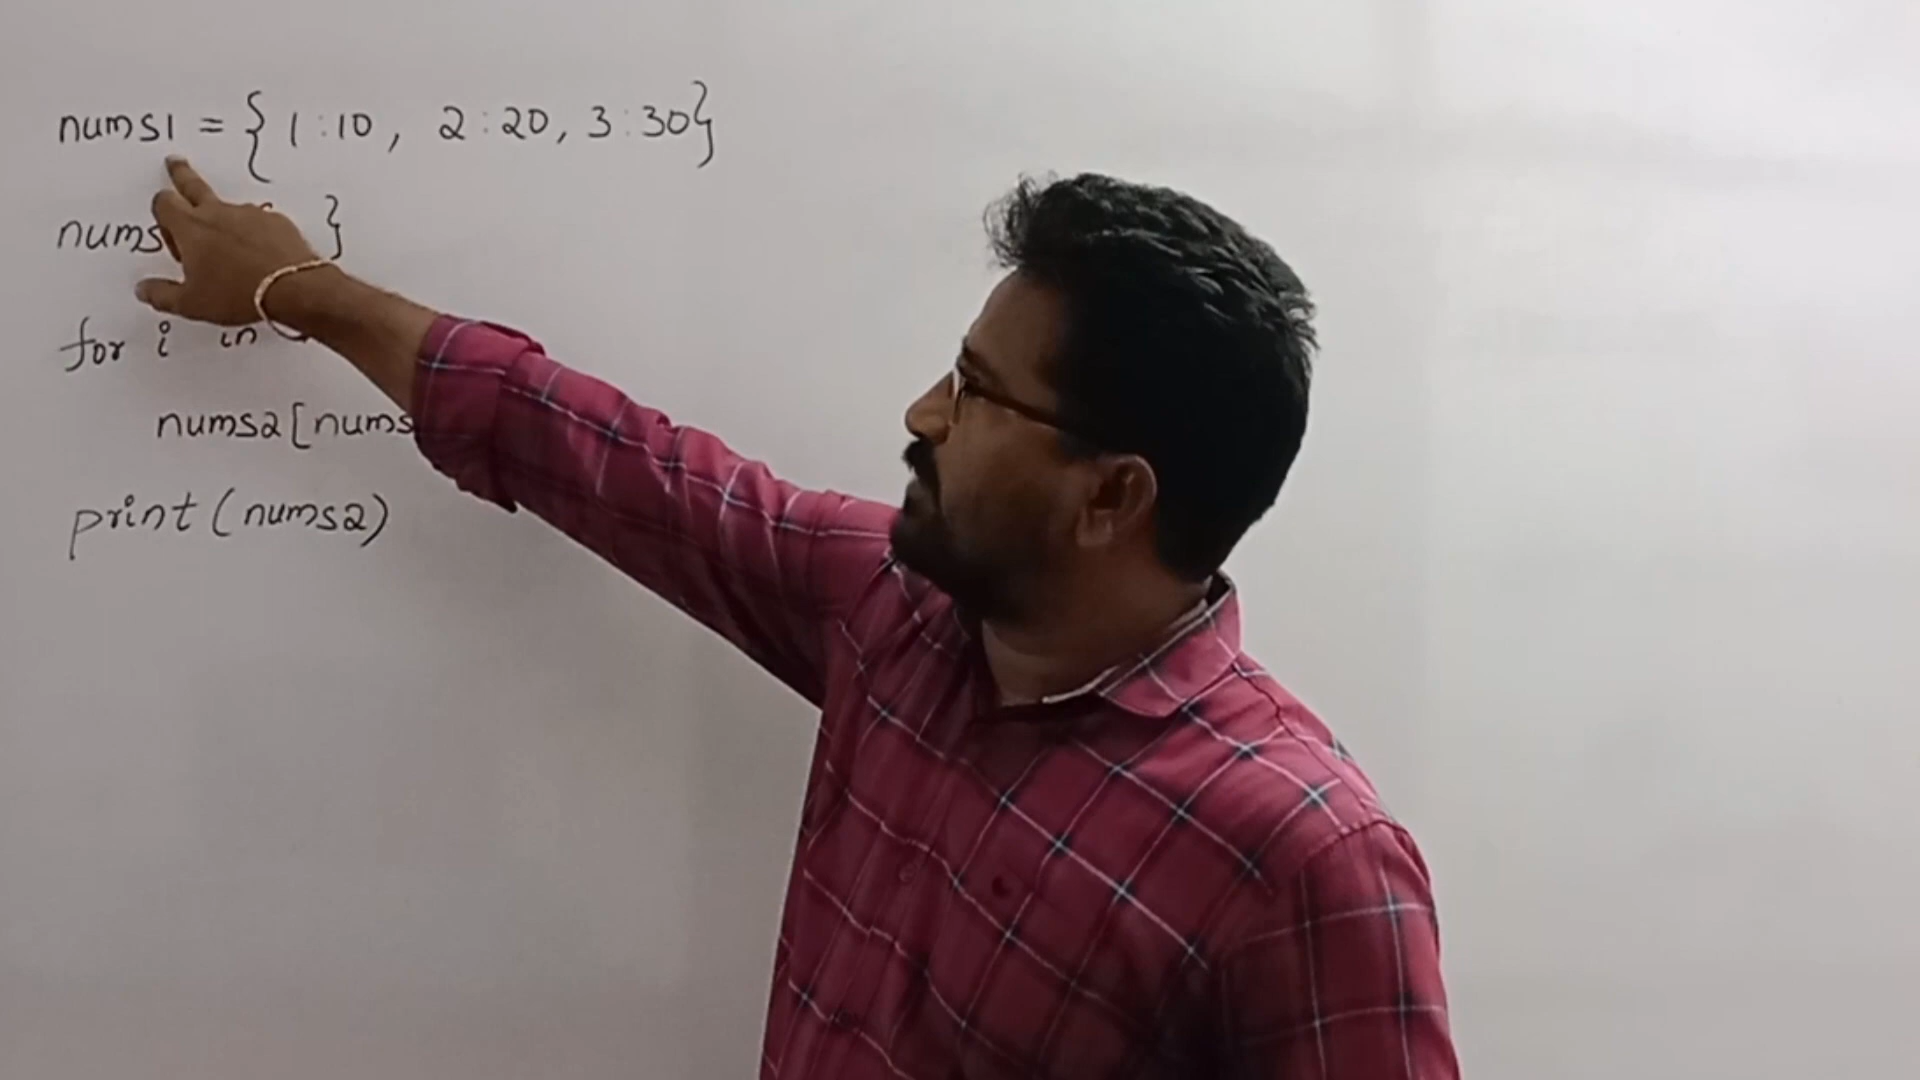 nums1 = {1:10, 2:20, 3:30}
nums }
for i in
nums2[nums
print(nums2)